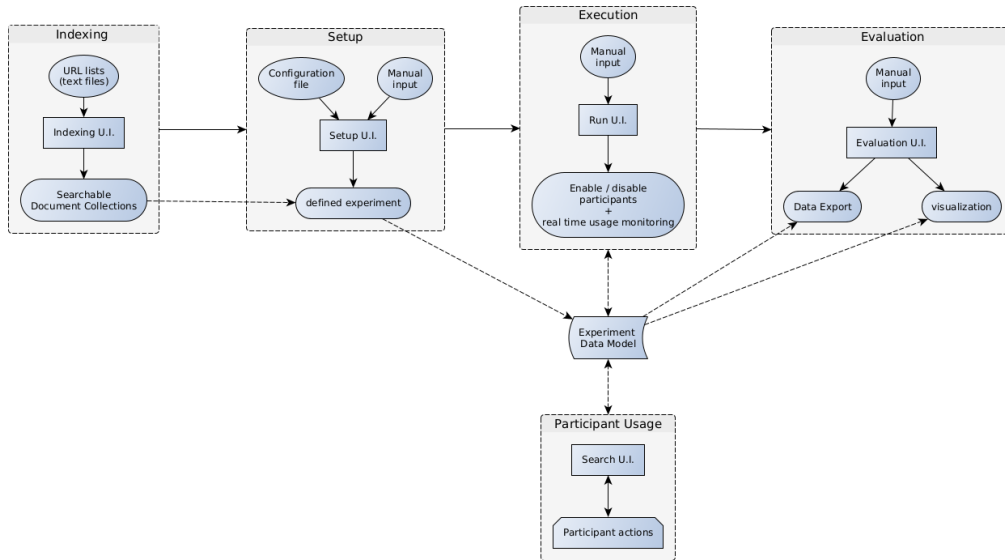 Indexing
URL lists
(text files)
Indexing U.I.
Searchable
Document Collections
Setup
Configuration
file
Manual
input
Setup U.I.
defined experiment
Execution
Manual
input
Run U.I.
Enable / disable
participants
+
real time usage monitoring
Evaluation
Manual
input
Evaluation U.I.
Data Export
visualization
Experiment
Data Model
Participant Usage
Search U.I.
Participant actions